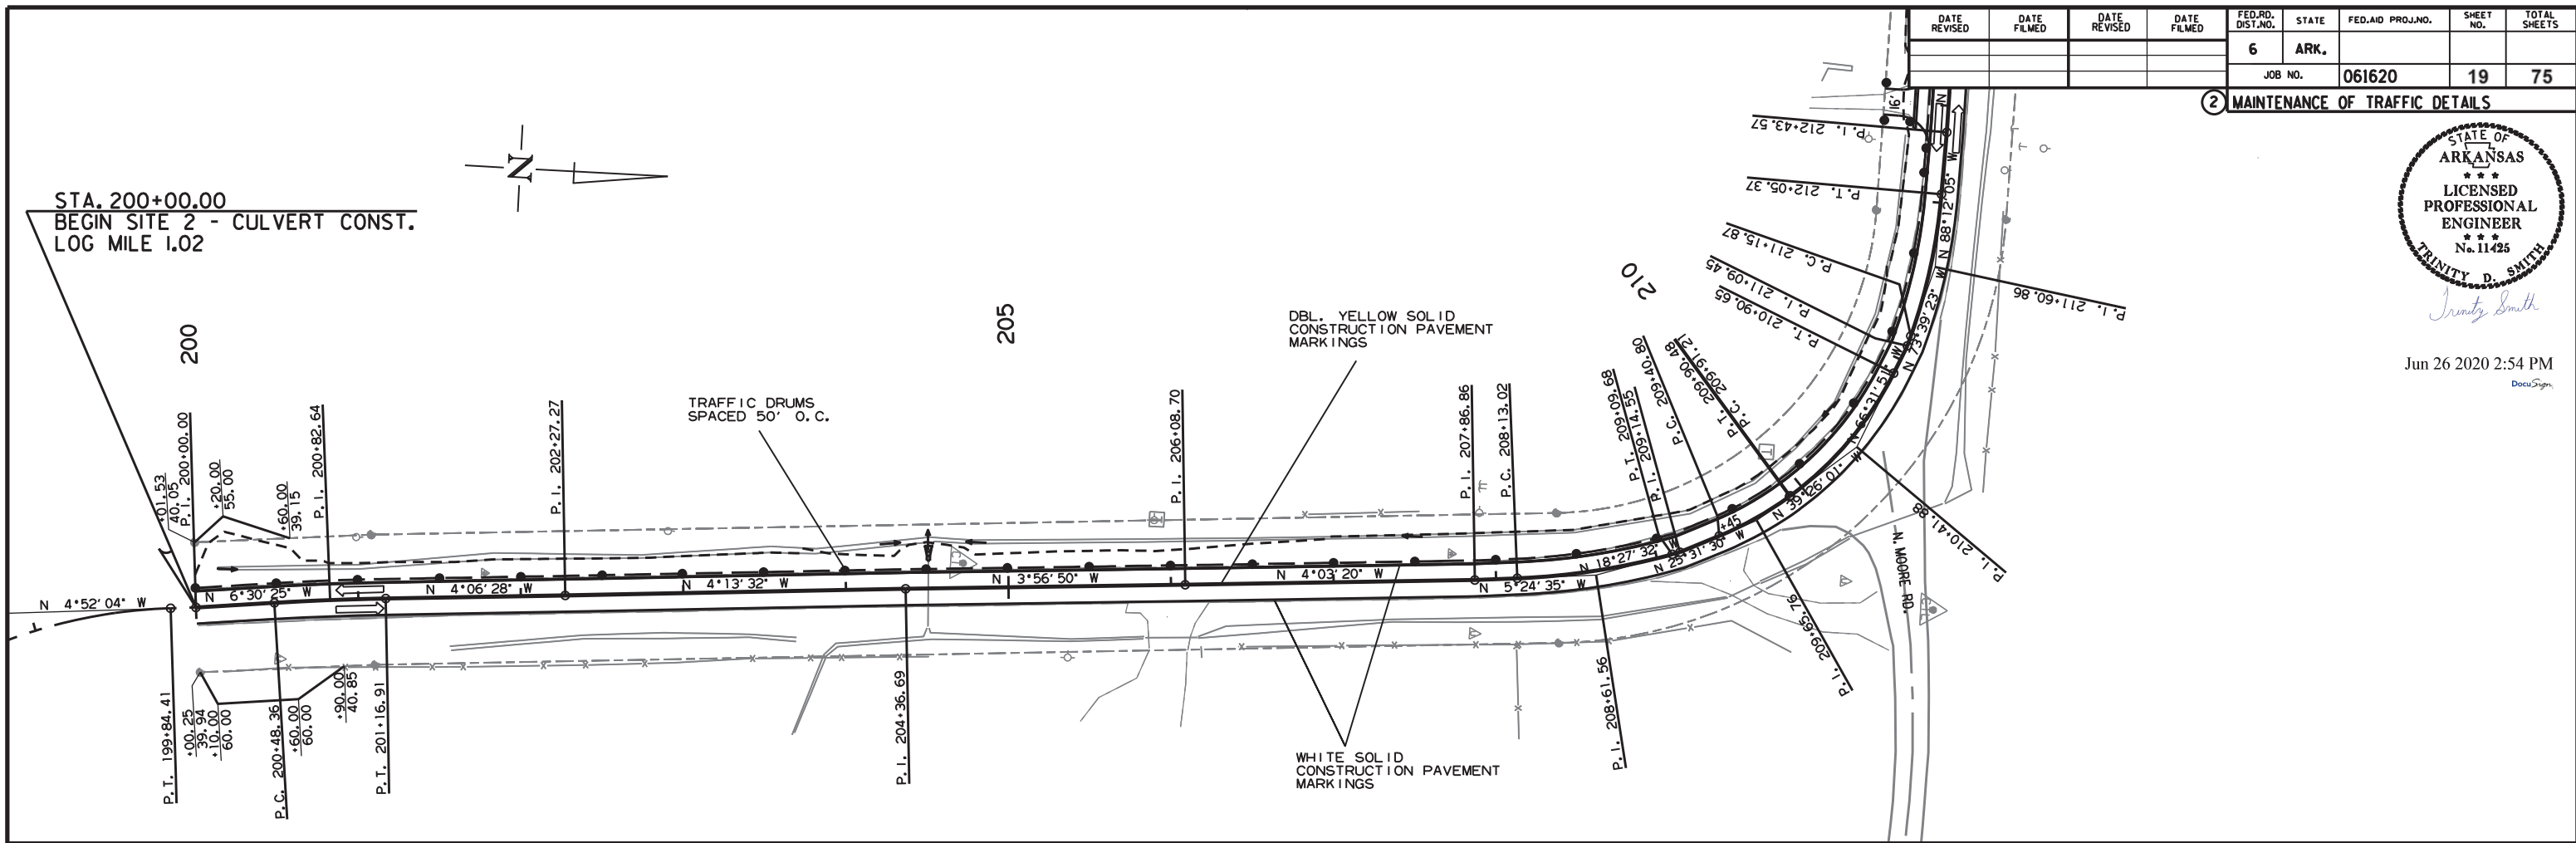 DATE REVISED
DATE FILMED
DATE REVISED
DATE FILMED
FED.RD. DIST.NO.
STATE
FED.AID PROJ.NO.
SHEET NO.
TOTAL SHEETS
6
ARK.
JOB NO.
061620
19
75
2 MAINTENANCE OF TRAFFIC DETAILS
STATE OF
ARKANSAS
★ ★ ★
LICENSED
PROFESSIONAL
ENGINEER
★ ★ ★
No. 11425
TRINITY D. SMITH
Trinity Smith
Jun 26 2020 2:54 PM
DocuSign
N
STA. 200+00.00
BEGIN SITE 2 - CULVERT CONST.
LOG MILE 1.02
200
205
210
DBL. YELLOW SOLID
CONSTRUCTION PAVEMENT
MARKINGS
TRAFFIC DRUMS
SPACED 50' O.C.
WHITE SOLID
CONSTRUCTION PAVEMENT
MARKINGS
+01.53
40.05
P.I. 200+00.00
+20.00
55.00
+60.00
39.15
P.I. 200+82.64
P.I. 202+27.27
P.I. 206+08.70
P.I. 207+86.86
P.C. 208+13.02
P.T. 209+09.68
P.I. 209+14.55
P.C. 209+40.80
P.T. 209+90.48
P.C. 209+91.21
P.T. 210+90.65
P.I. 211+09.45
P.C. 211+15.87
P.T. 212+05.37
P.I. 212+43.57
16'
N 4°52'04" W
N 6°30'25" W
N 4°06'28" W
N 4°13'32" W
N 3°56'50" W
N 4°03'20" W
N 5°24'35" W
N 18°27'32" W
N 25°31'30" W
+45
N 39°26'01" W
N 66°31'51" W
N 73°39'23" W
N 88°12'05" W
P.T. 199+84.41
+00.25
39.94
+10.00
60.00
P.C. 200+48.36
+60.00
60.00
+90.00
40.85
P.T. 201+16.91
P.I. 204+36.69
P.I. 208+61.56
P.I. 209+65.76
P.I. 210+41.88
P.I. 211+60.86
N. MOORE RD.